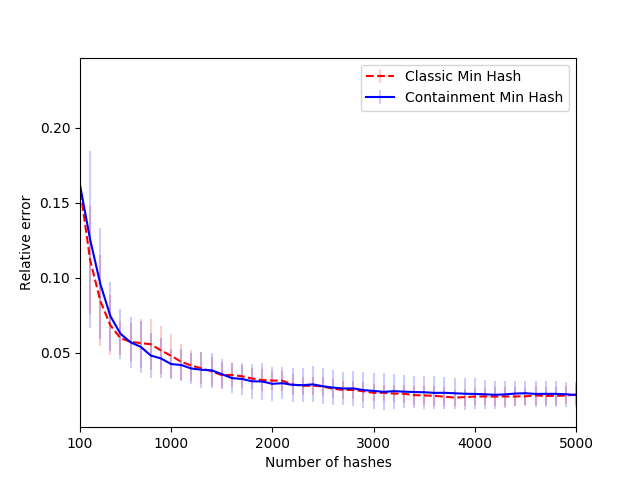 Classic Min Hash
Containment Min Hash
0.20
0.15
0.10
0.05
Relative error
100
1000
2000
3000
4000
5000
Number of hashes